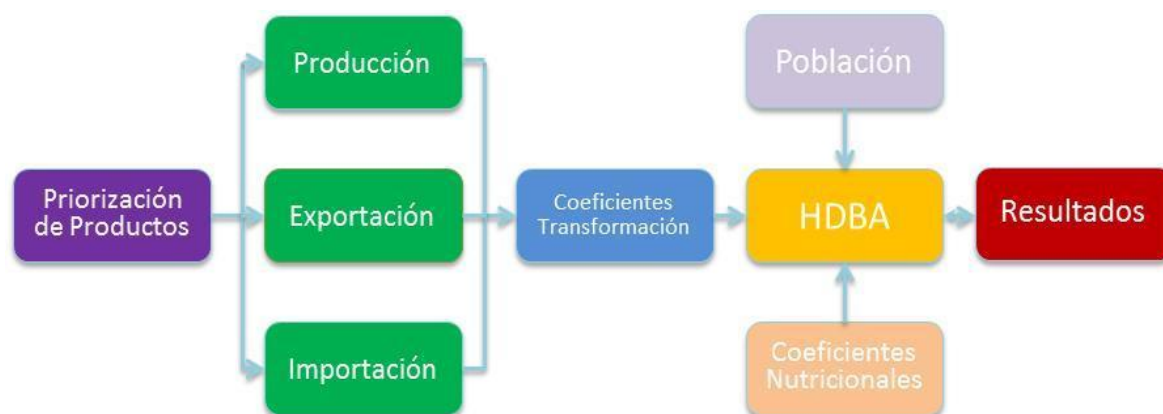 Producción
Población
Priorización
de Productos
Exportación
Coeficientes
Transformación
HDBA
Resultados
Importación
Coeficientes
Nutricionales